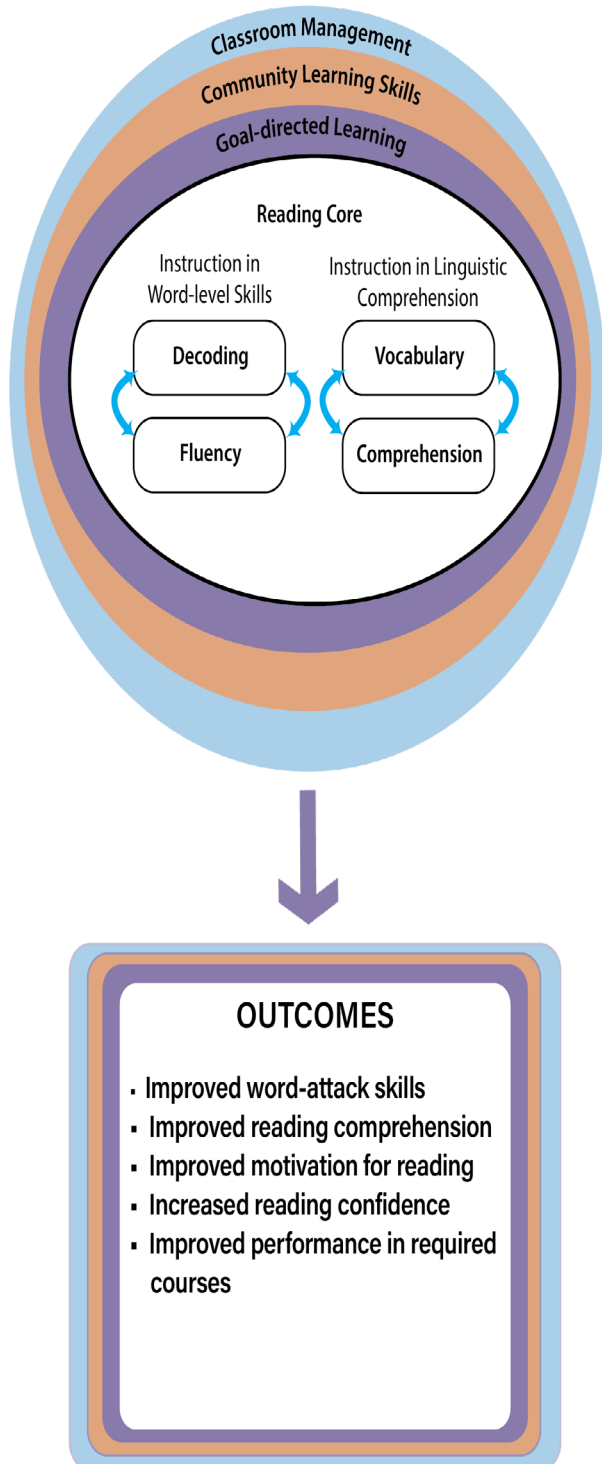 Classroom Management
Community Learning Skills
Goal-directed Learning
Reading Core
Instruction in
Word-level Skills
Decoding
Fluency
Instruction in Linguistic
Comprehension
Vocabulary
Comprehension
OUTCOMES
▪ Improved word-attack skills
▪ Improved reading comprehension
▪ Improved motivation for reading
▪ Increased reading confidence
▪ Improved performance in required
courses